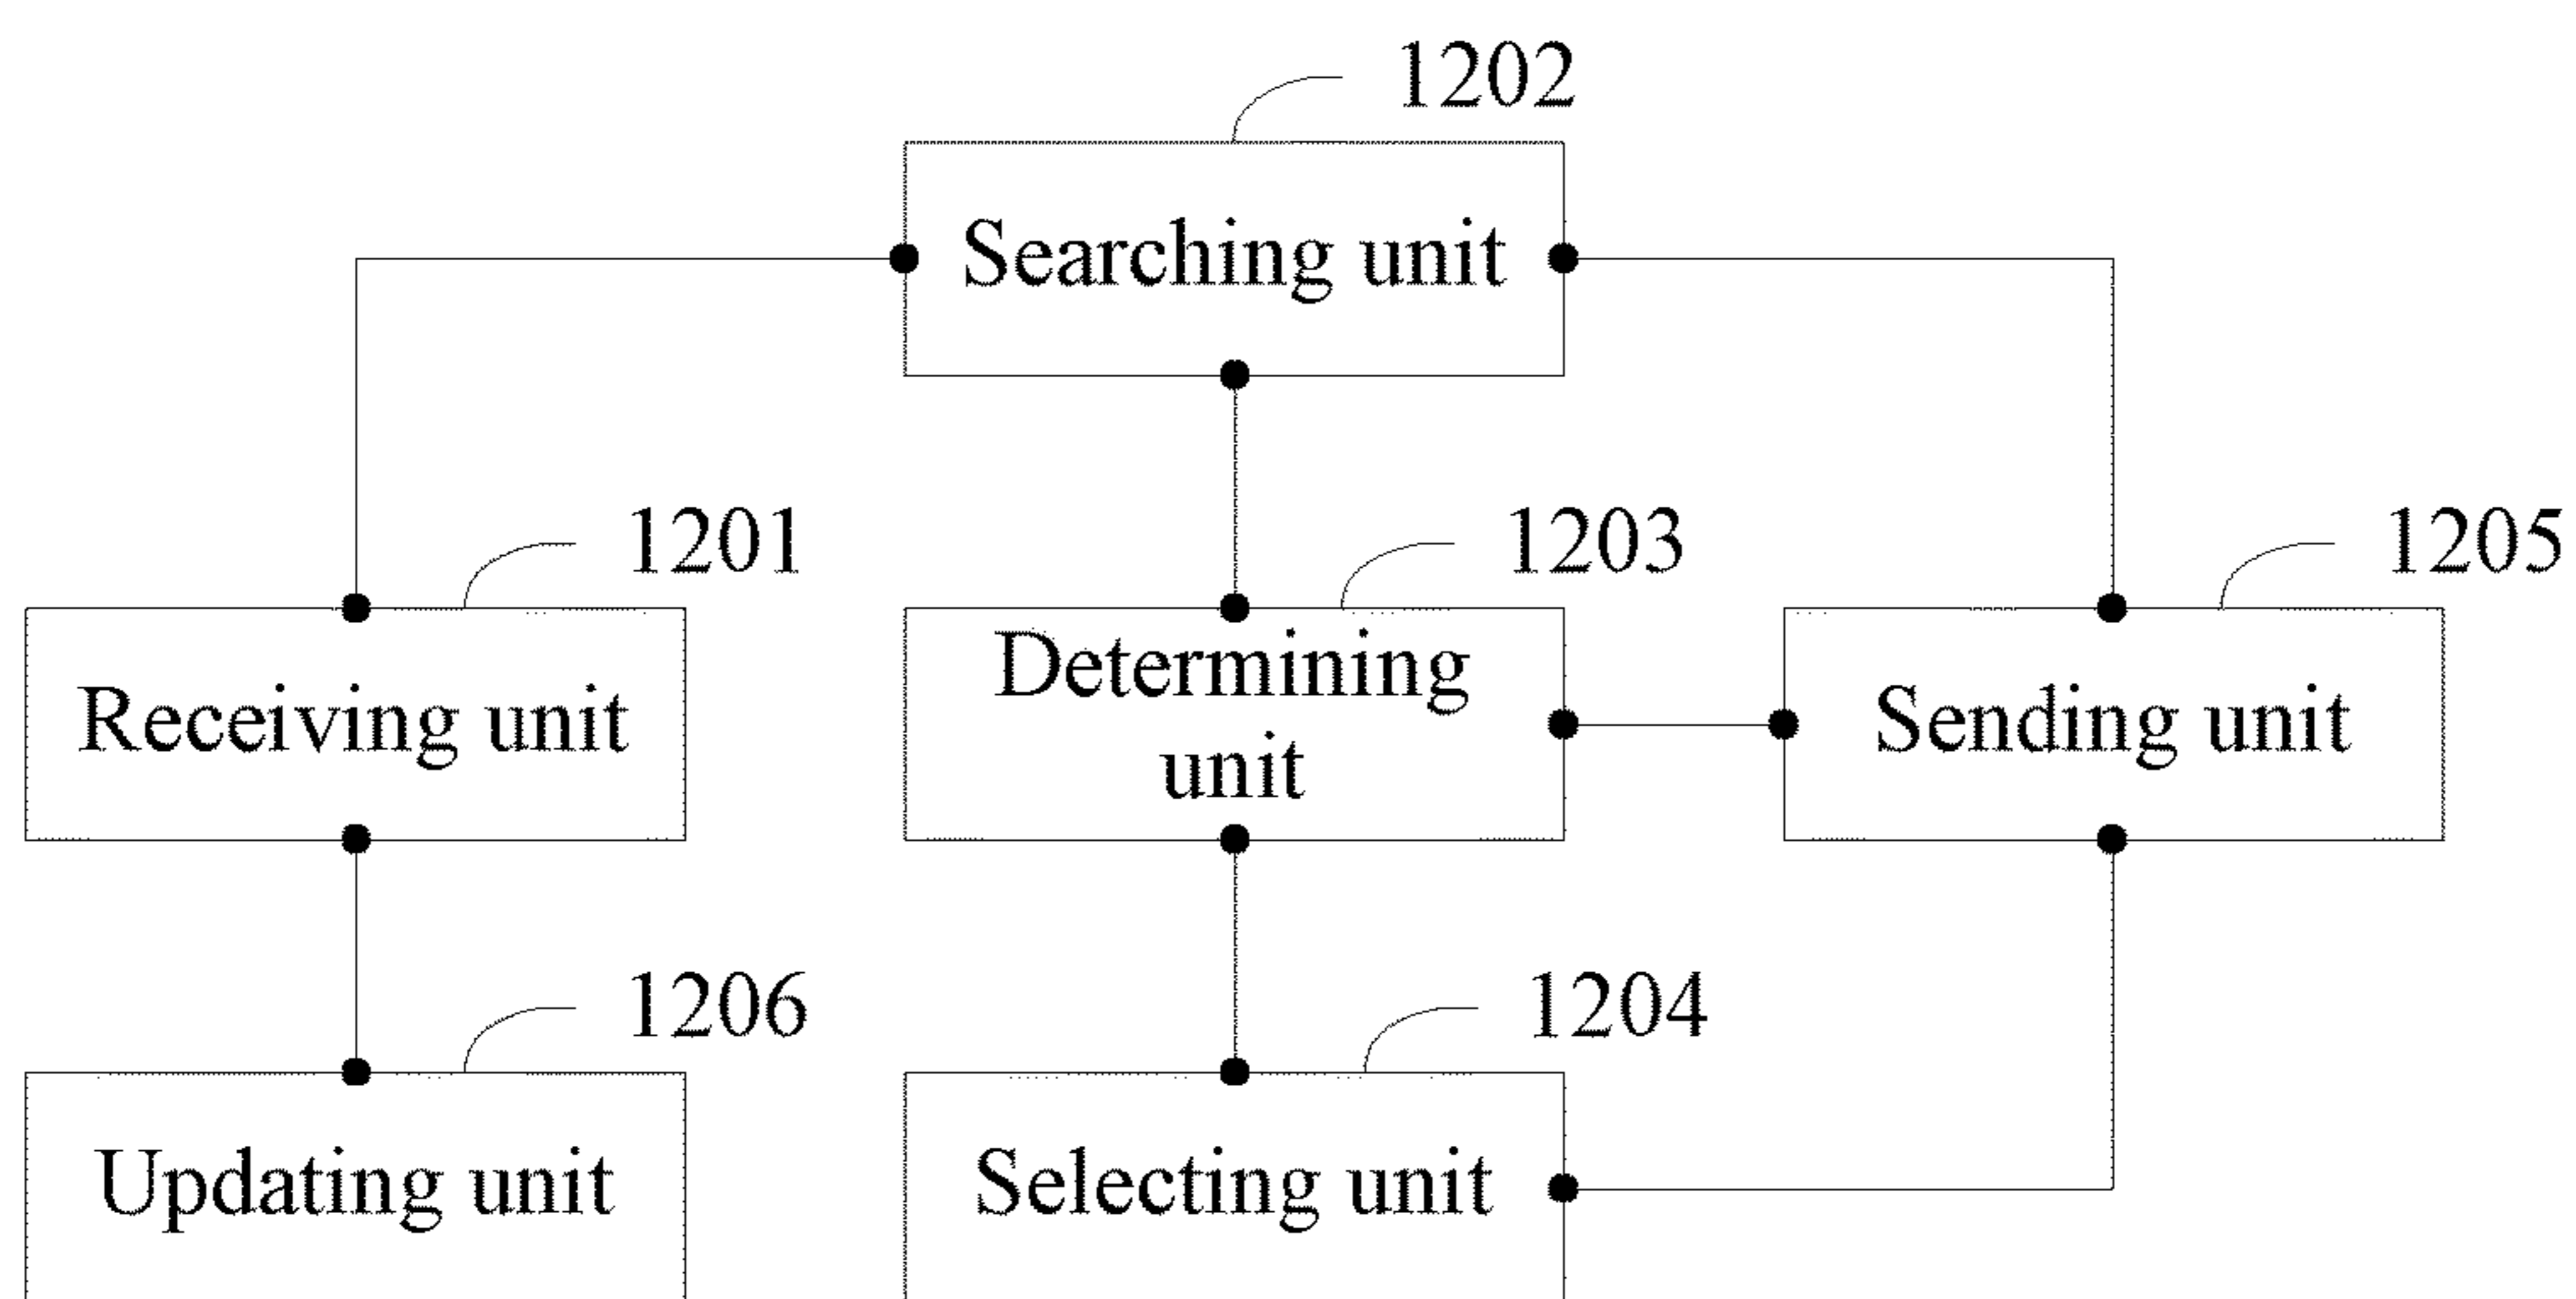 1202
Searching unit
1201
1203
1205
Receiving unit
Determining
unit
Sending unit
1206
1204
Updating unit
Selecting unit